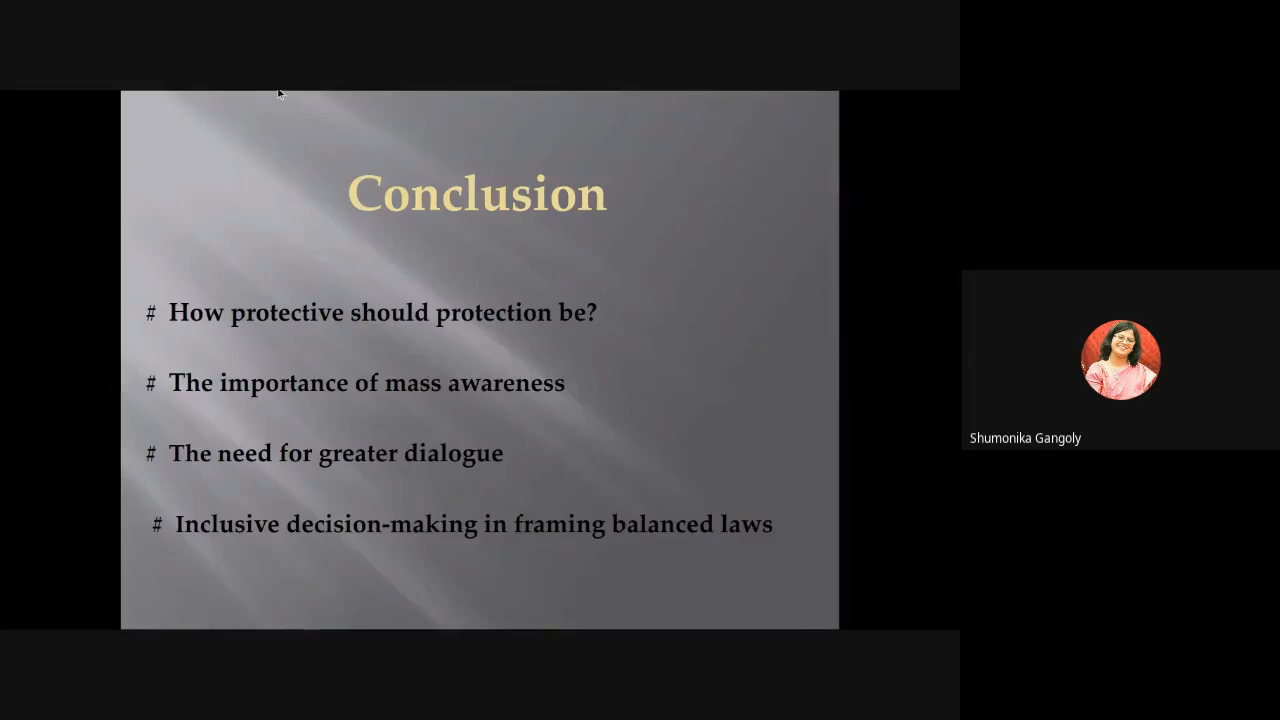 Conclusion
# How protective should protection be?
# The importance of mass awareness
# The need for greater dialogue
# Inclusive decision-making in framing balanced laws
Shumonika Gangoly